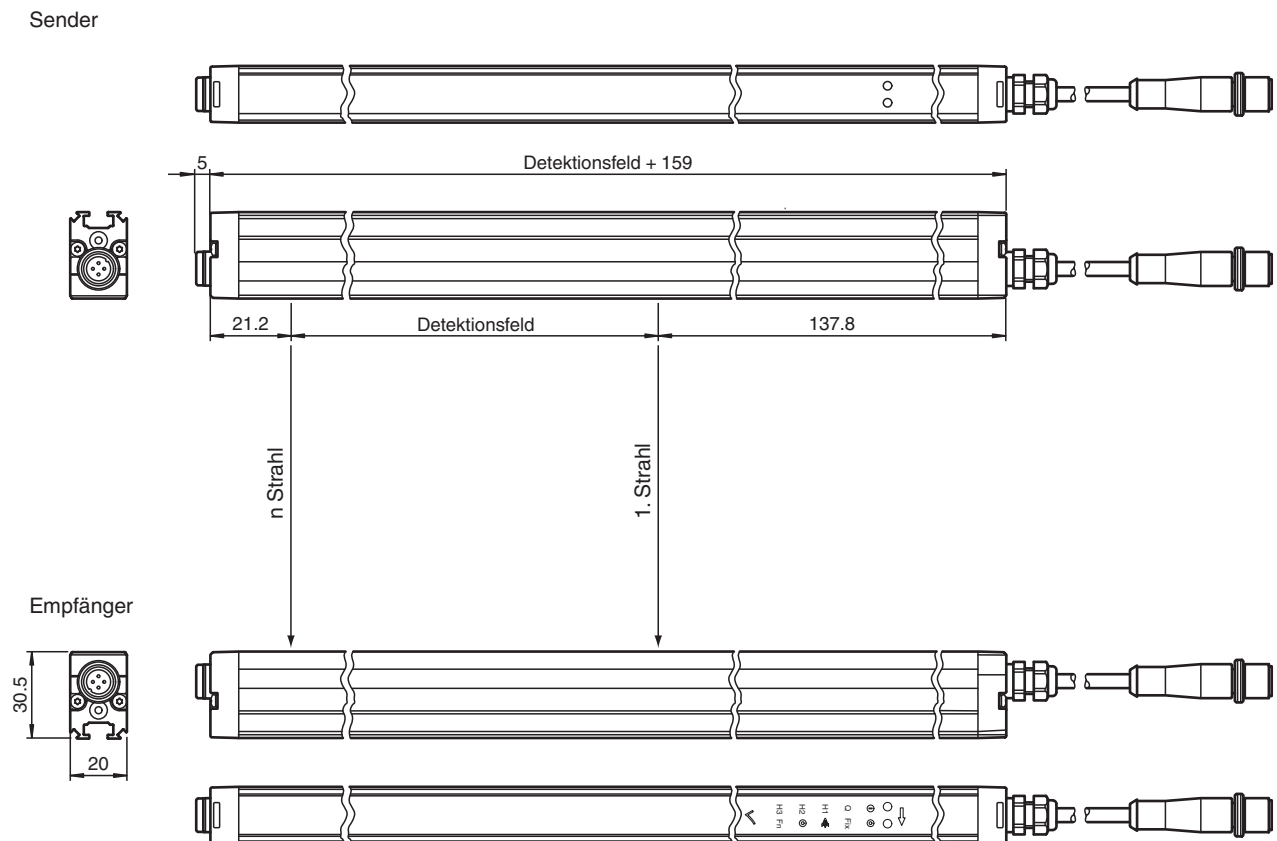 Sender
5
Detektionsfeld + 159
21.2
Detektionsfeld
137.8
n Strahl
1. Strahl
Empfänger
30.5
20
H3 H2 H1 Q
Fn Fix